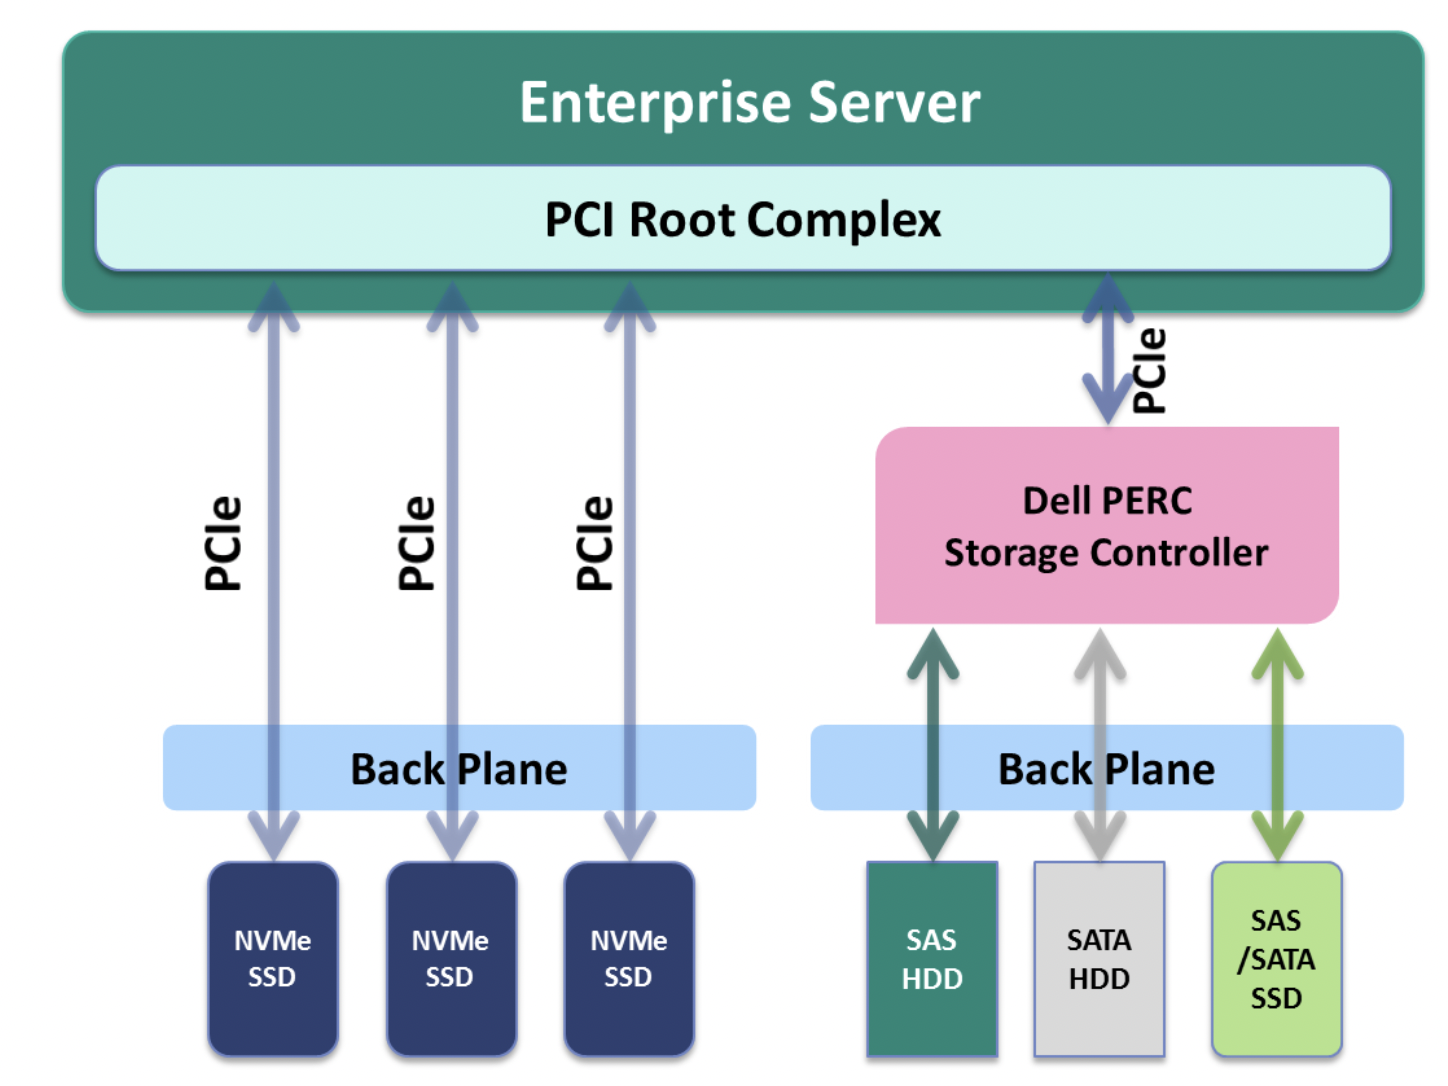 Enterprise Server
PCI Root Complex
PCIe
PCIe
PCIe
PCIe
Dell PERC
Storage Controller
Back Plane
Back Plane
NVMe
SSD
NVMe
SSD
NVMe
SSD
SAS
HDD
SATA
HDD
SAS
/SATA
SSD